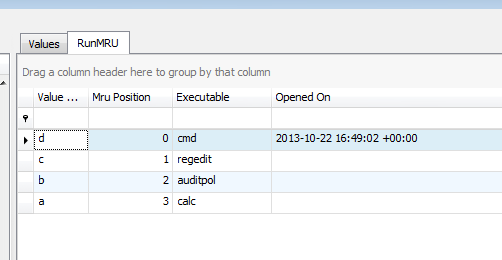 Values RunMRU
Drag a column header here to group by that column
Value ... Mru Position Executable Opened On
d 0 cmd 2013-10-22 16:49:02 +00:00
c 1 regedit
b 2 auditpol
a 3 calc